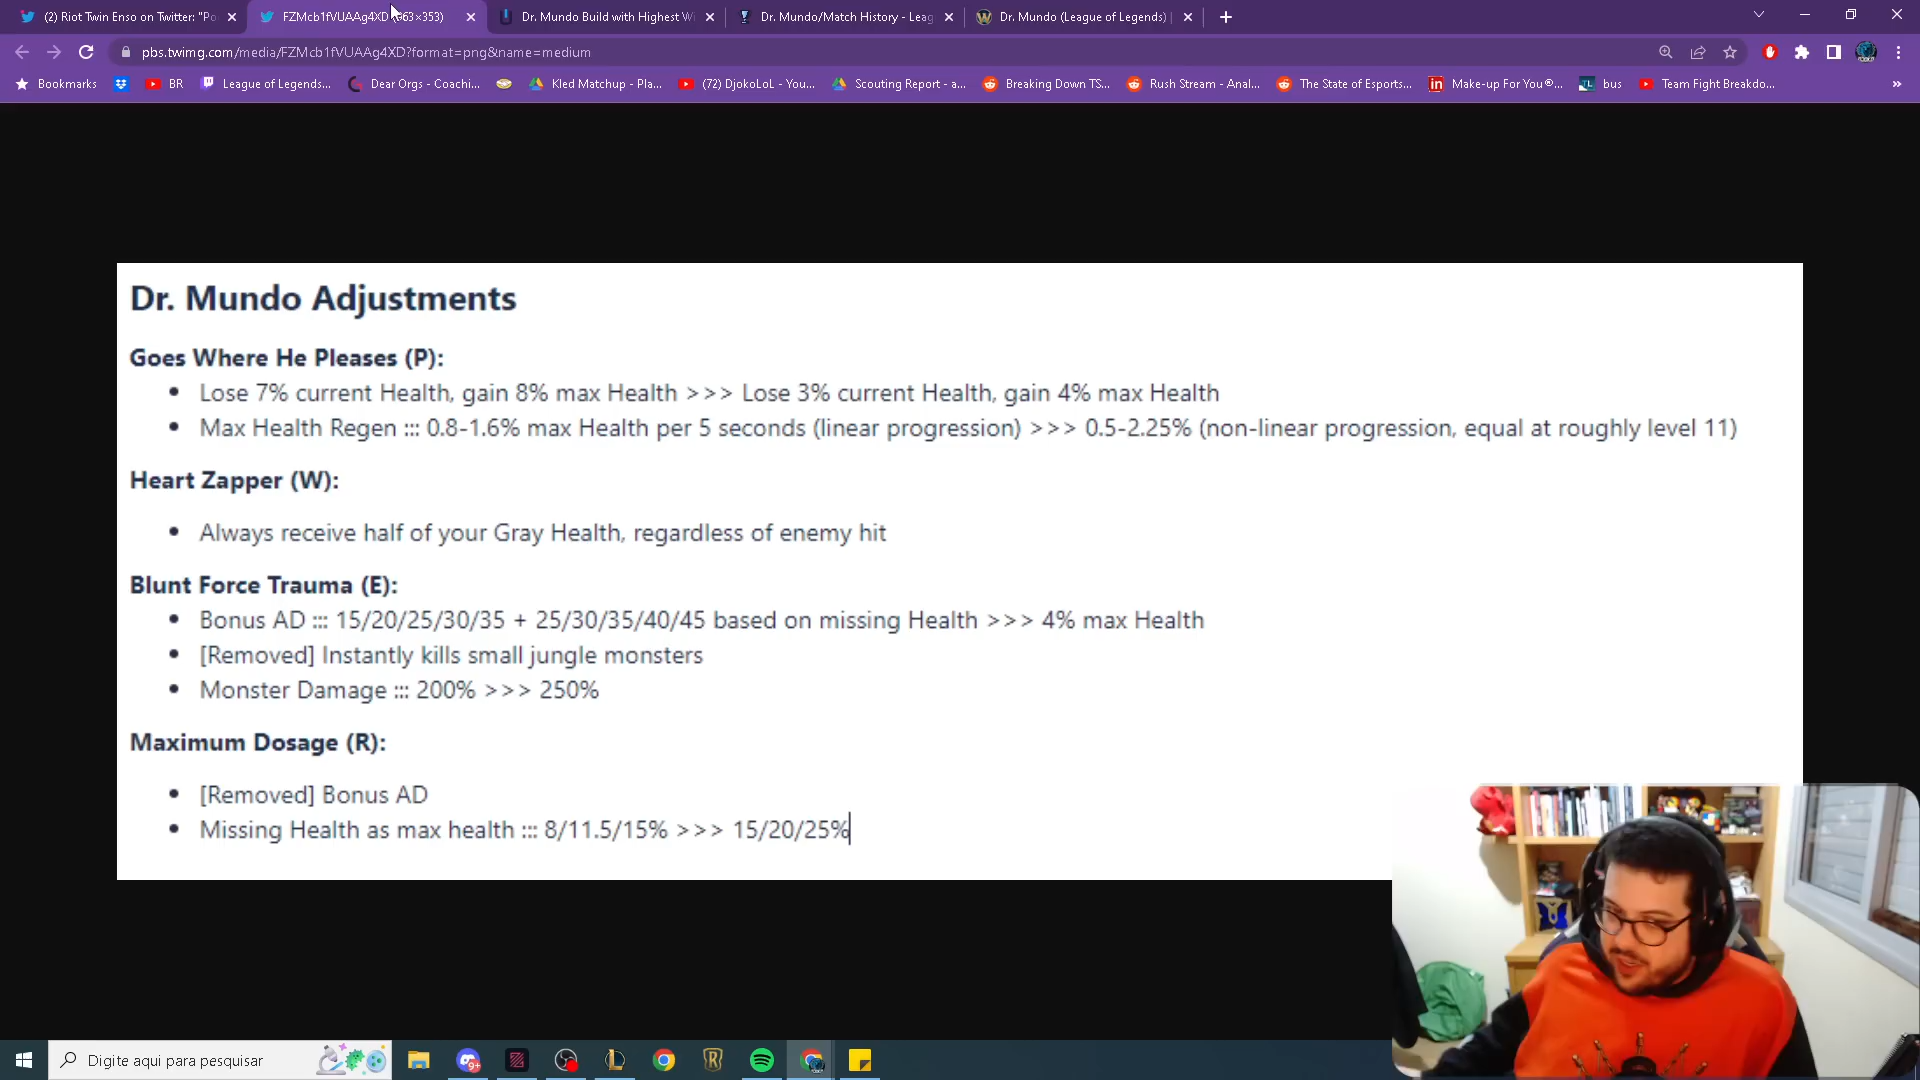 (2) Riot Twin Enso on Twitter: "Po
FZMcb1fVUAAg4XD (963×353)
Dr. Mundo Build with Highest Wi
Dr. Mundo/Match History - Leag
Dr. Mundo (League of Legends) |
pbs.twimg.com/media/FZMcb1fVUAAg4XD?format=png&name=medium
Bookmarks
BR
League of Legends...
Dear Orgs - Coachi...
Kled Matchup - Pla...
(72) DjokoLoL - You...
Scouting Report - a...
Breaking Down TS...
Rush Stream - Anal...
The State of Esports...
Make-up For You®...
bus
Team Fight Breakdo...
Dr. Mundo Adjustments
Goes Where He Pleases (P):
• Lose 7% current Health, gain 8% max Health >>> Lose 3% current Health, gain 4% max Health
• Max Health Regen ::: 0.8-1.6% max Health per 5 seconds (linear progression) >>> 0.5-2.25% (non-linear progression, equal at roughly level 11)
Heart Zapper (W):
• Always receive half of your Gray Health, regardless of enemy hit
Blunt Force Trauma (E):
• Bonus AD ::: 15/20/25/30/35 + 25/30/35/40/45 based on missing Health >>> 4% max Health
• [Removed] Instantly kills small jungle monsters
• Monster Damage ::: 200% >>> 250%
Maximum Dosage (R):
• [Removed] Bonus AD
• Missing Health as max health ::: 8/11.5/15% >>> 15/20/25%
Digite aqui para pesquisar